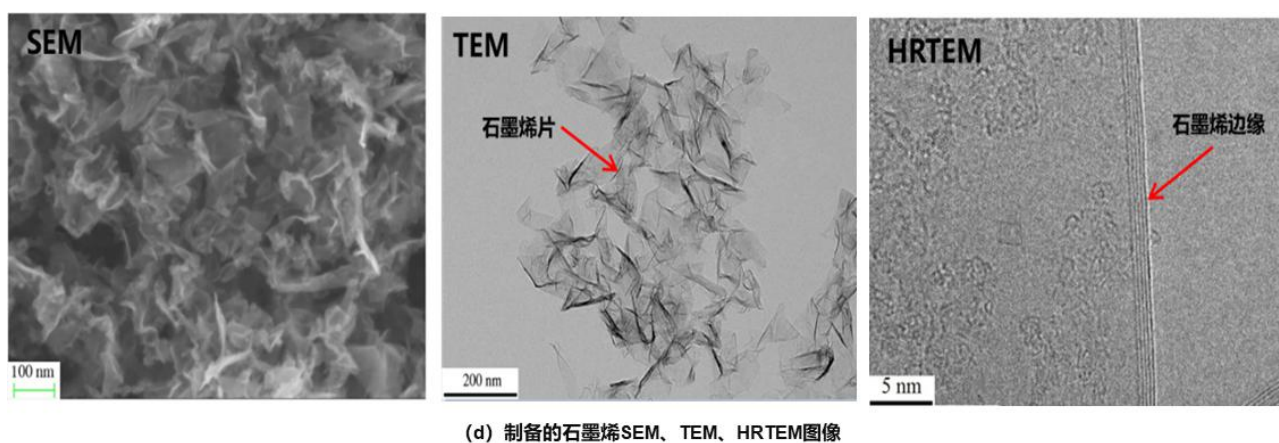 SEM
100 nm
TEM
石墨烯片
200 nm
HRTEM
石墨烯边缘
5 nm
（d）制备的石墨烯SEM、TEM、HRTEM图像